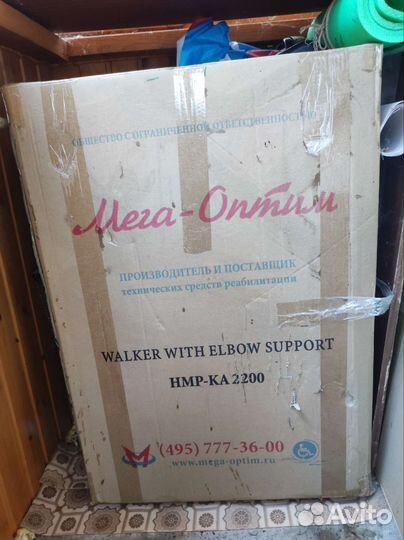 ОБЩЕСТВО С ОГРАНИЧЕННОЙ ОТВЕТСТВЕННОСТЬЮ
Мега-Оптим
ПРОИЗВОДИТЕЛЬ И ПОСТАВЩИК
технических средств реабилитации
WALKER WITH ELBOW SUPPORT
HMP-KA 2200
(495) 777-36-00
www.mega-optim.ru
Avito